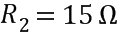 R₂ = 15 Ω